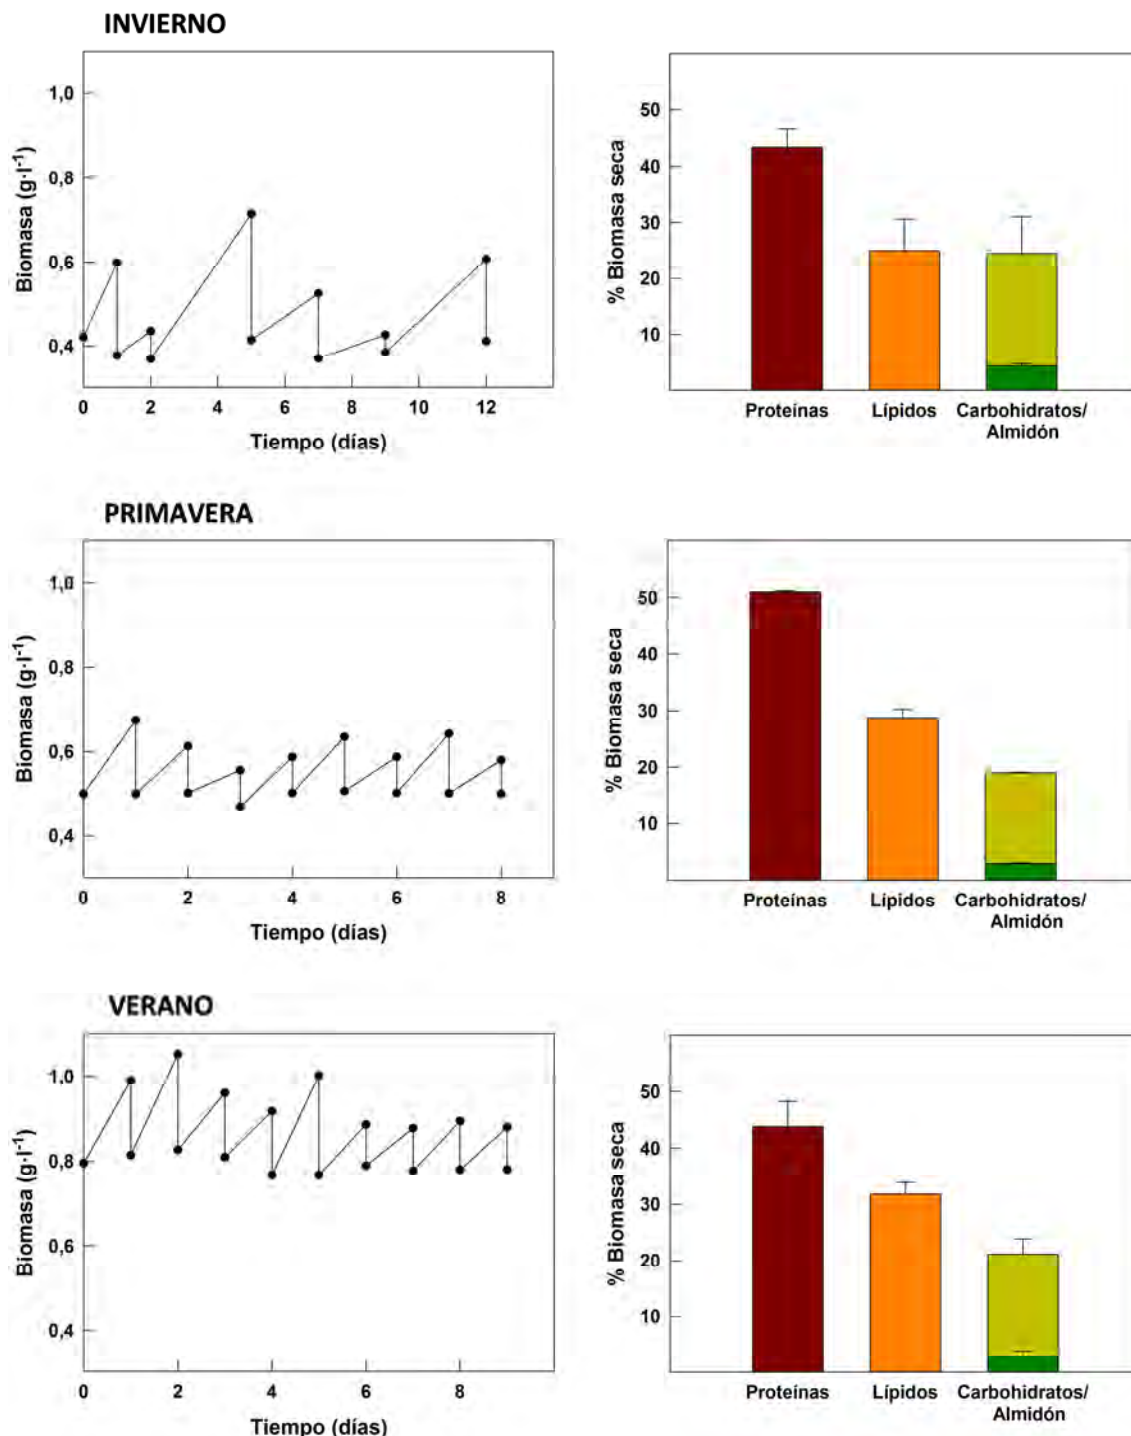 INVIERNO
1,0
0,8
0,6
0,4
Biomasa (g·l⁻¹)
0 2 4 6 8 10 12
Tiempo (días)
50
40
30
20
10
% Biomasa seca
Proteínas Lípidos Carbohidratos/
Almidón
PRIMAVERA
1,0
0,8
0,6
0,4
Biomasa (g·l⁻¹)
0 2 4 6 8
Tiempo (días)
50
40
30
20
10
% Biomasa seca
Proteínas Lípidos Carbohidratos/
Almidón
VERANO
1,0
0,8
0,6
0,4
Biomasa (g·l⁻¹)
0 2 4 6 8
Tiempo (días)
50
40
30
20
10
% Biomasa seca
Proteínas Lípidos Carbohidratos/
Almidón